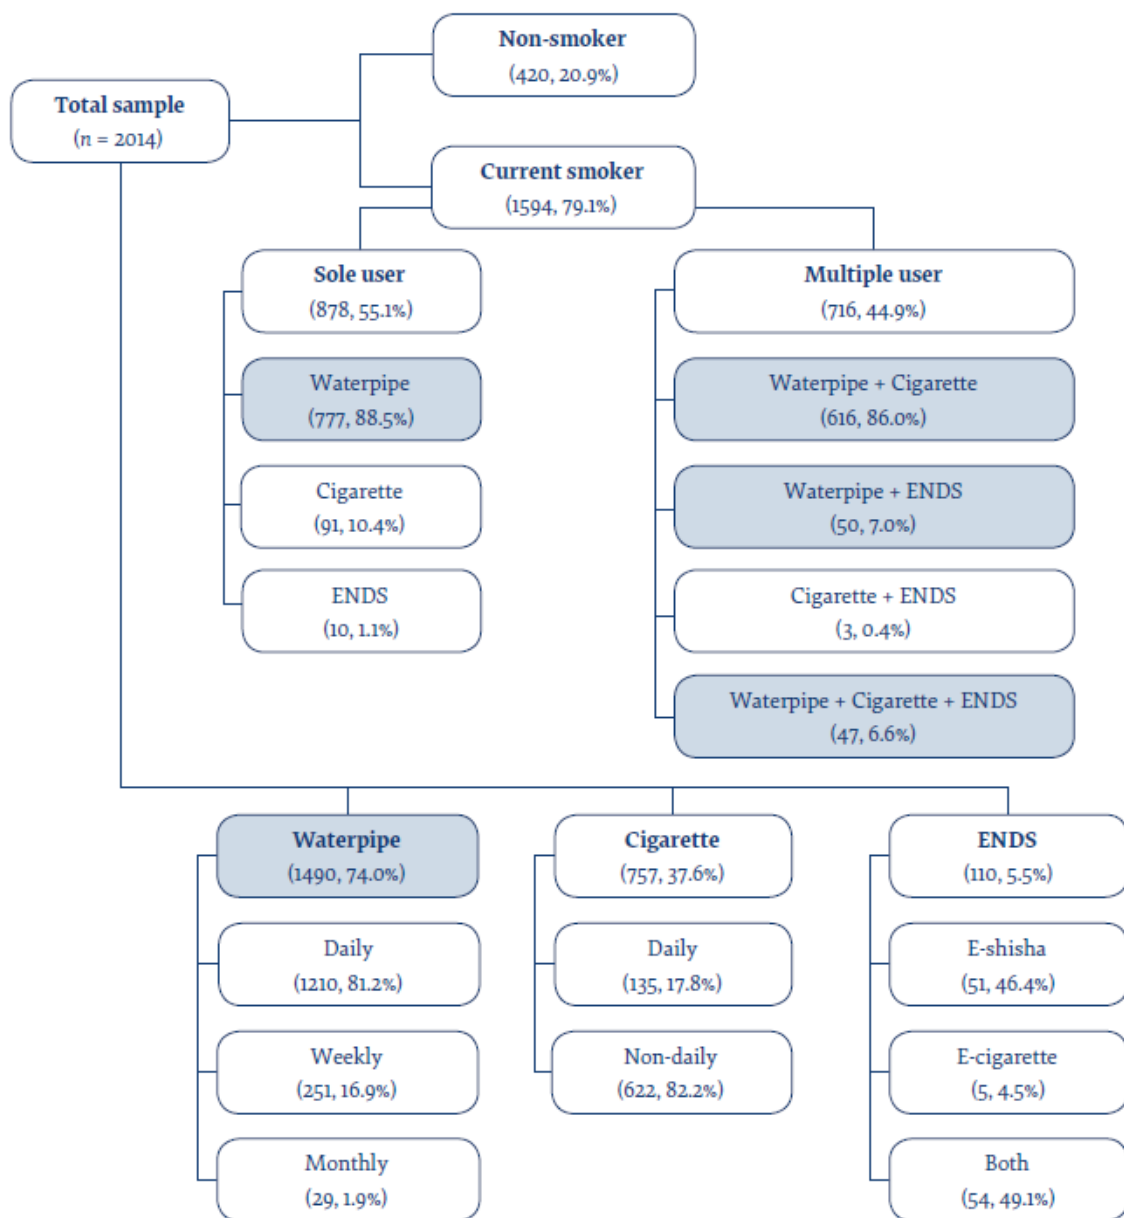 Non-smoker
(420, 20.9%)
Total sample
(n = 2014)
Current smoker
(1594, 79.1%)
Sole user
(878, 55.1%)
Multiple user
(716, 44.9%)
Waterpipe
(777, 88.5%)
Waterpipe + Cigarette
(616, 86.0%)
Cigarette
(91, 10.4%)
Waterpipe + ENDS
(50, 7.0%)
ENDS
(10, 1.1%)
Cigarette + ENDS
(3, 0.4%)
Waterpipe + Cigarette + ENDS
(47, 6.6%)
Waterpipe
(1490, 74.0%)
Cigarette
(757, 37.6%)
ENDS
(110, 5.5%)
Daily
(1210, 81.2%)
Daily
(135, 17.8%)
E-shisha
(51, 46.4%)
Weekly
(251, 16.9%)
Non-daily
(622, 82.2%)
E-cigarette
(5, 4.5%)
Monthly
(29, 1.9%)
Both
(54, 49.1%)